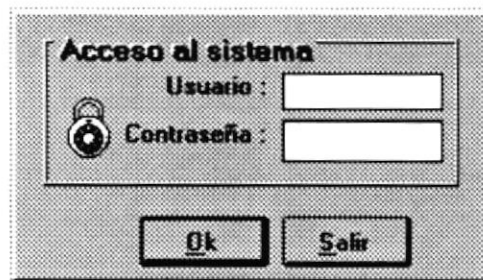 Acceso al sistema
Usuario :
Contraseña :
Ok
Salir